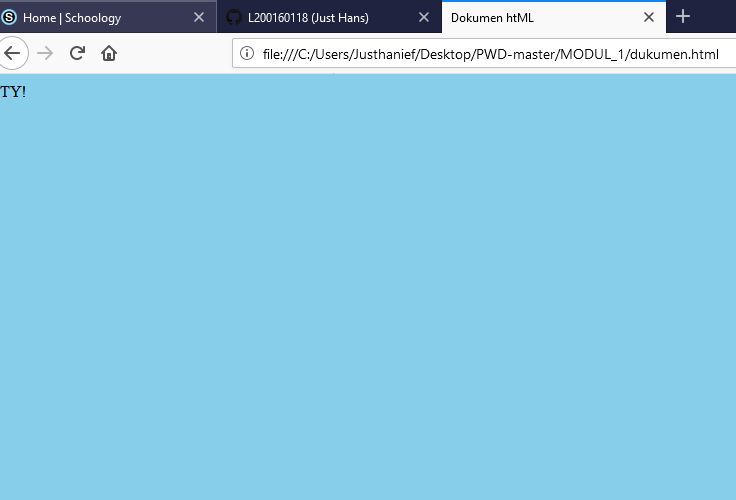 Home | Schoology
L200160118 (Just Hans)
Dokumen htML
file:///C:/Users/Justhanief/Desktop/PWD-master/MODUL_1/dukumen.html
TY!